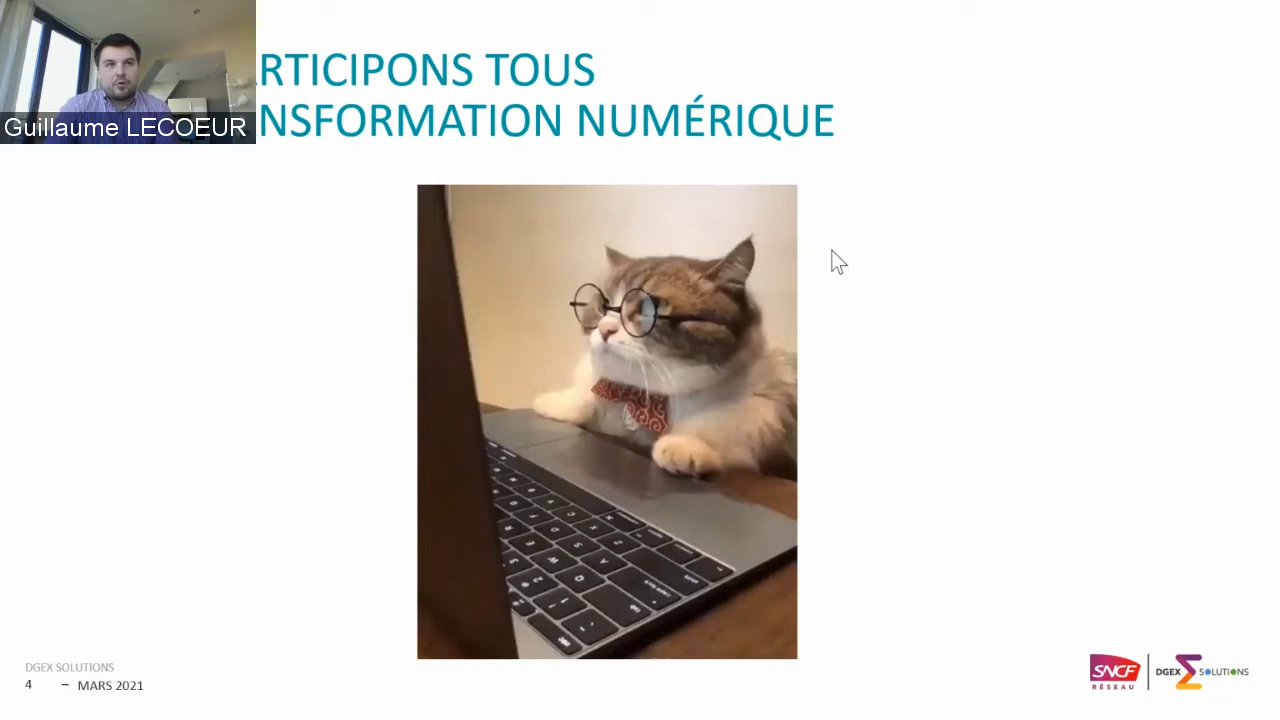 RTICIPONS TOUS
NSFORMATION NUMÉRIQUE
Guillaume LECOEUR
DGEX SOLUTIONS
4 – MARS 2021
SNCF
RÉSEAU
DGEX SOLUTIONS